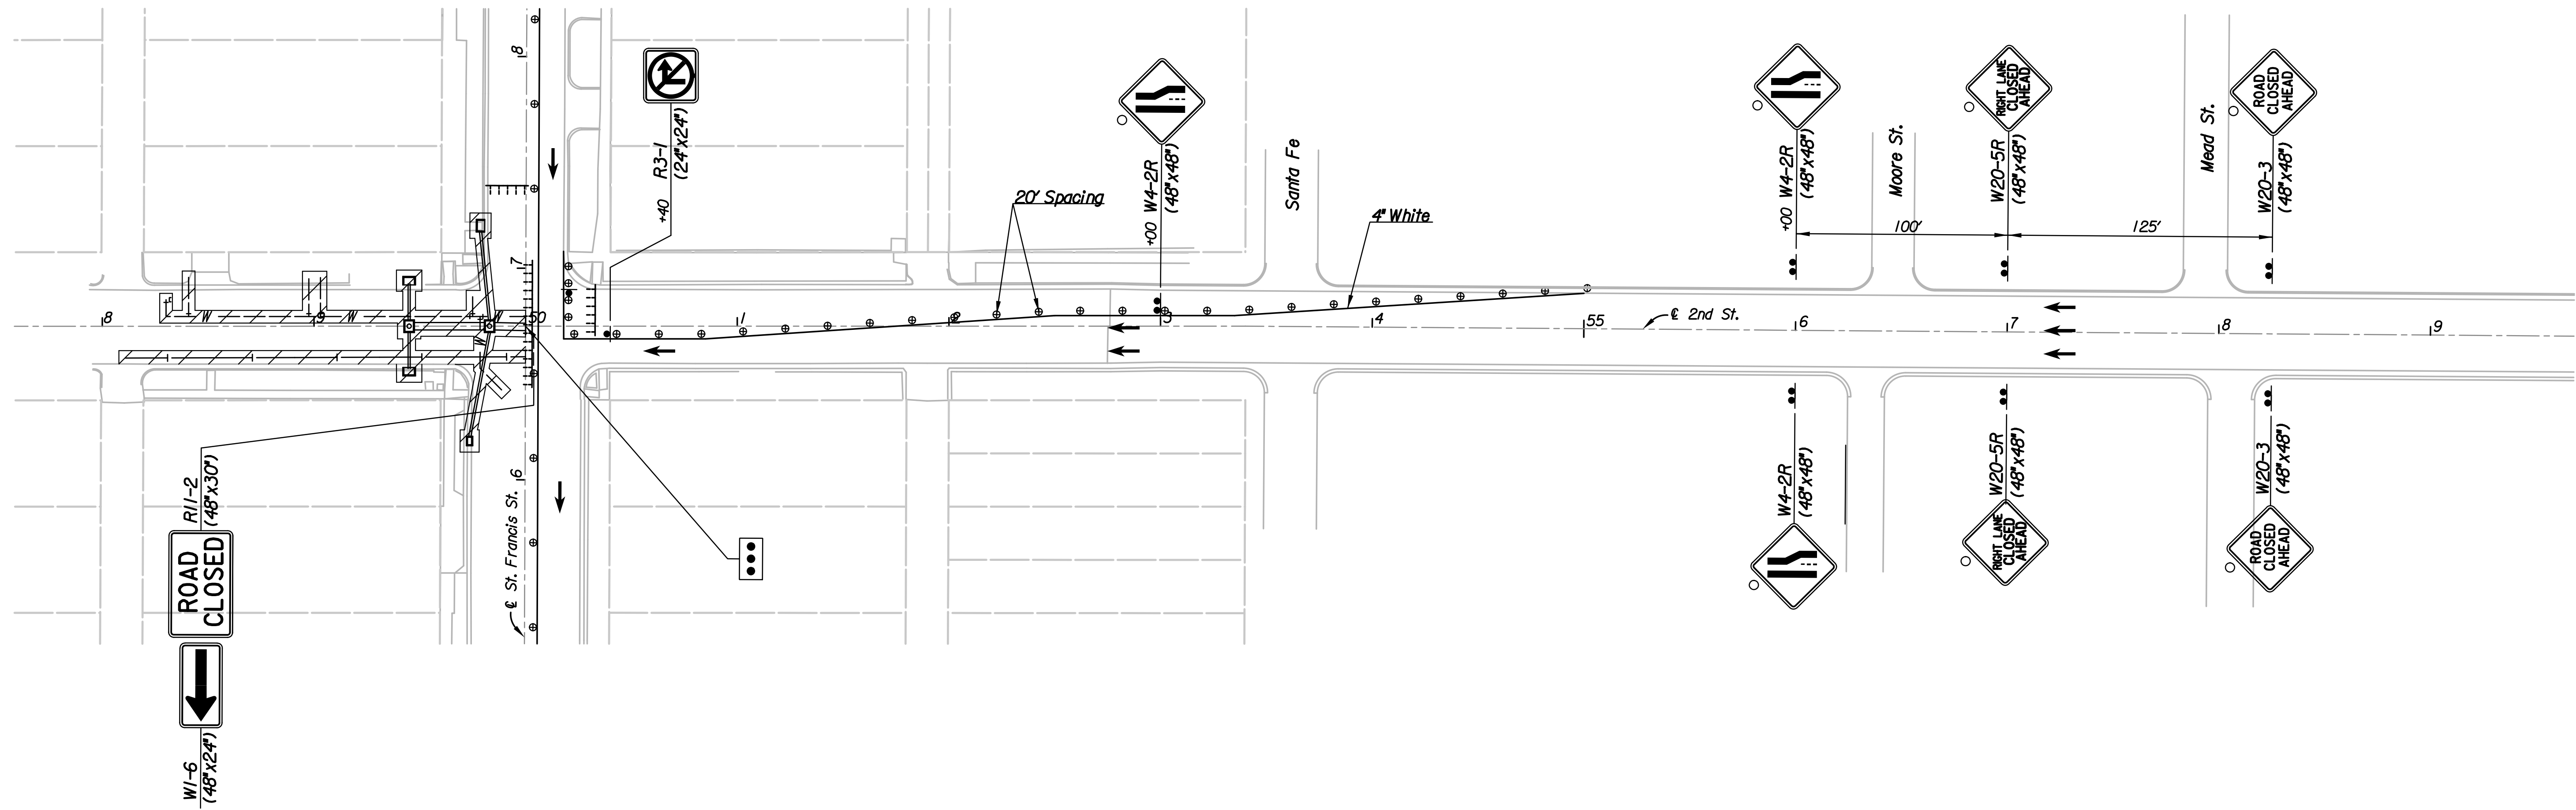 8
R3-1
(24"x24")
+40
20' Spacing
+00 W4-2R
(48"x48")
Santa Fe
4" White
+00 W4-2R
(48"x48")
Moore St.
RIGHT LANE
CLOSED
AHEAD
W20-5R
(48"x48")
Mead St.
ROAD
CLOSED
AHEAD
W20-3
(48"x48")
100'
125'
7
8
9
50
1
2
3
4
55
℄ 2nd St.
6
7
8
9
W
W
W
W
6
℄ St. Francis St.
R11-2
(48"x30")
ROAD
CLOSED
W1-6
(48"x24")
W4-2R
(48"x48")
W20-5R
(48"x48")
RIGHT LANE
CLOSED
AHEAD
W20-3
(48"x48")
ROAD
CLOSED
AHEAD